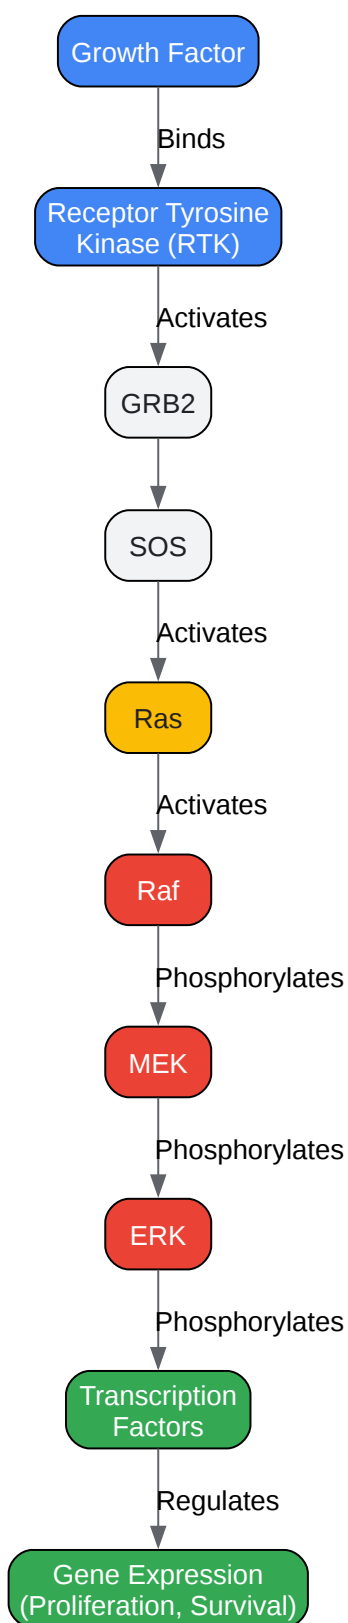 Growth Factor
Binds
Receptor Tyrosine
Kinase (RTK)
Activates
GRB2
SOS
Activates
Ras
Activates
Raf
Phosphorylates
MEK
Phosphorylates
ERK
Phosphorylates
Transcription
Factors
Regulates
Gene Expression
(Proliferation, Survival)